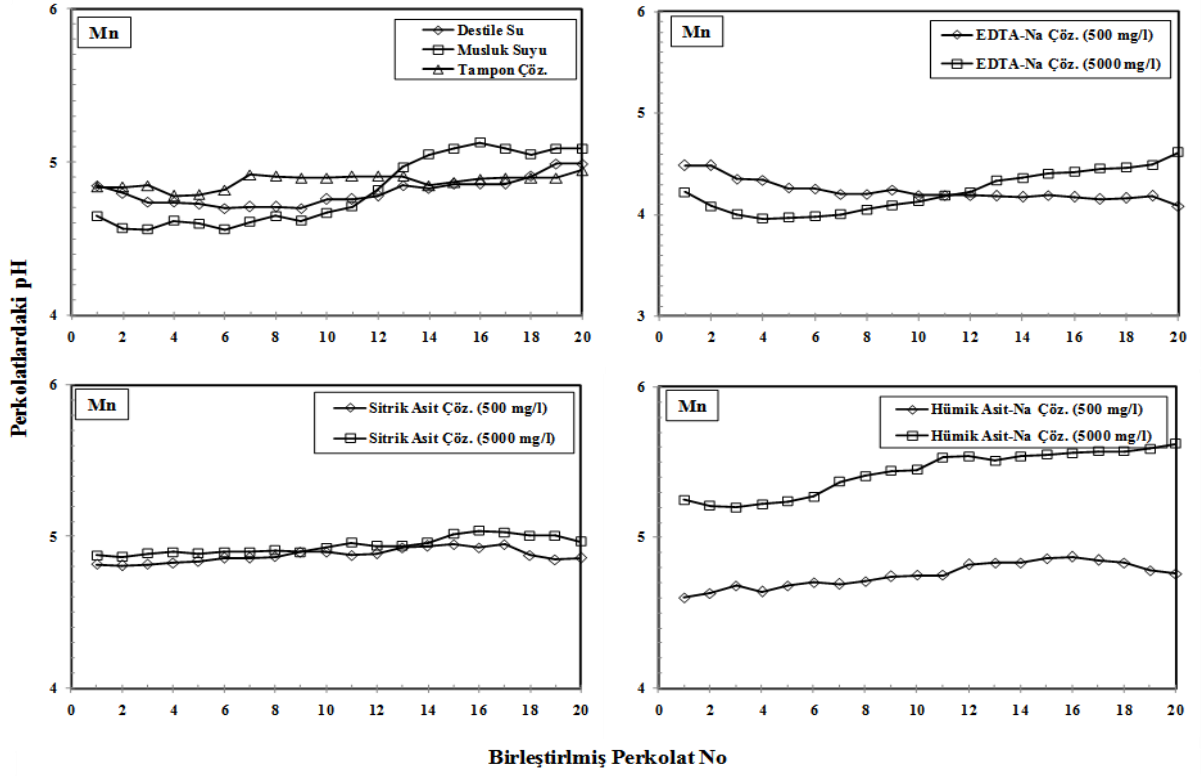 Perkolatlardaki pH
Mn
Destile Su
Musluk Suyu
Tampon Çöz.
6
5
4
0 2 4 6 8 10 12 14 16 18 20
Mn
EDTA-Na Çöz. (500 mg/l)
EDTA-Na Çöz. (5000 mg/l)
6
5
4
3
0 2 4 6 8 10 12 14 16 18 20
Mn
Sitrik Asit Çöz. (500 mg/l)
Sitrik Asit Çöz. (5000 mg/l)
6
5
4
0 2 4 6 8 10 12 14 16 18 20
Mn
Hümik Asit-Na Çöz. (500 mg/l)
Hümik Asit-Na Çöz. (5000 mg/l)
6
5
4
0 2 4 6 8 10 12 14 16 18 20
Birleştirlmiş Perkolat No